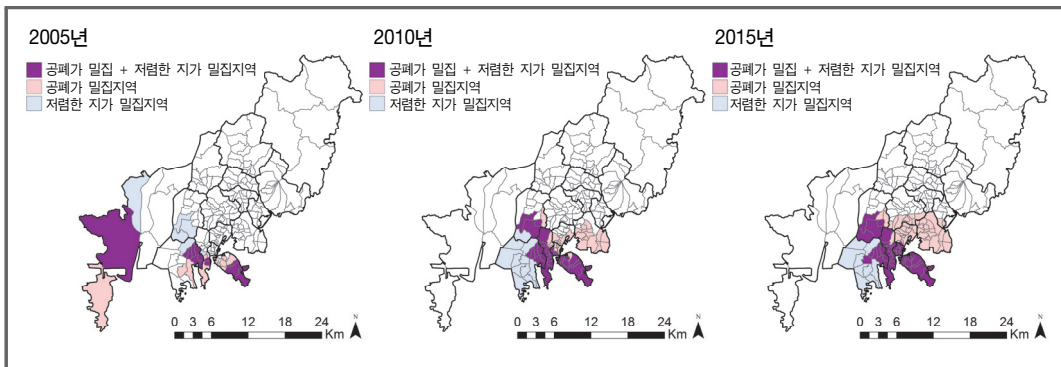 2005년
공폐가 밀집 + 저렴한 지가 밀집지역
공폐가 밀집지역
저렴한 지가 밀집지역
0 3 6 12 18 24
Km
N
2010년
공폐가 밀집 + 저렴한 지가 밀집지역
공폐가 밀집지역
저렴한 지가 밀집지역
0 3 6 12 18 24
Km
N
2015년
공폐가 밀집 + 저렴한 지가 밀집지역
공폐가 밀집지역
저렴한 지가 밀집지역
0 3 6 12 18 24
Km
N